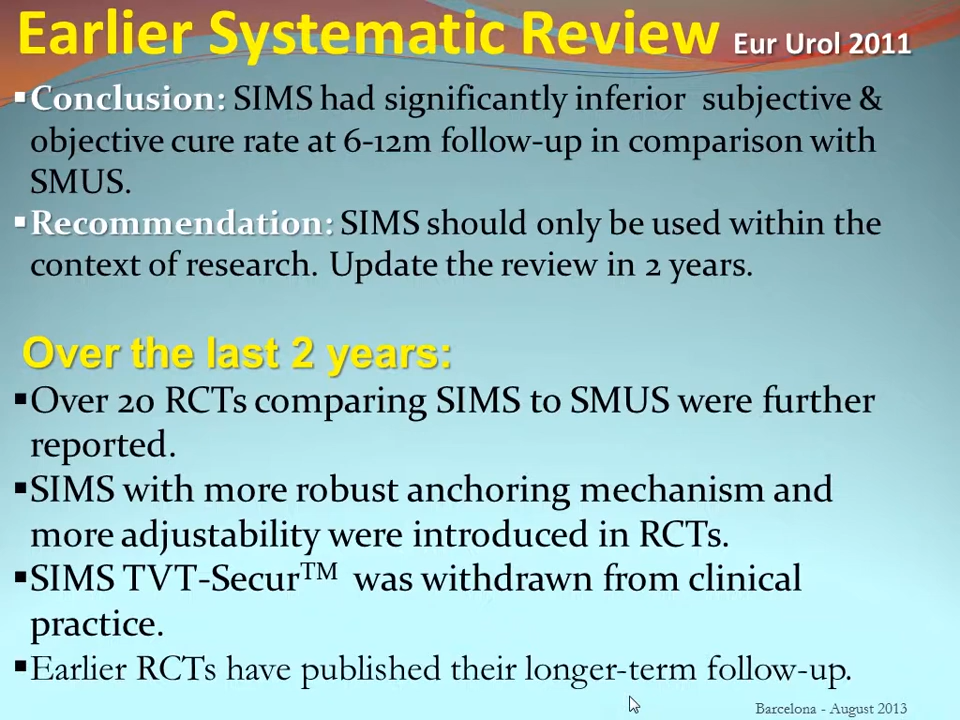 Earlier Systematic Review Eur Urol 2011
▪Conclusion: SIMS had significantly inferior subjective &
objective cure rate at 6-12m follow-up in comparison with
SMUS.
▪Recommendation: SIMS should only be used within the
context of research. Update the review in 2 years.
Over the last 2 years:
▪Over 20 RCTs comparing SIMS to SMUS were further
reported.
▪SIMS with more robust anchoring mechanism and
more adjustability were introduced in RCTs.
▪SIMS TVT-Secur™ was withdrawn from clinical
practice.
▪Earlier RCTs have published their longer-term follow-up.
Barcelona - August 2013